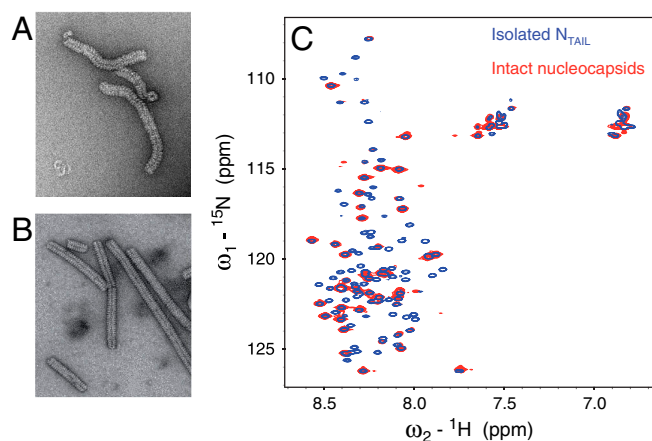 A
B
C
Isolated N_TAIL
Intact nucleocapsids
110
115
120
125
ω1 - 15N (ppm)
8.5 8.0 7.5 7.0
ω2 - 1H (ppm)